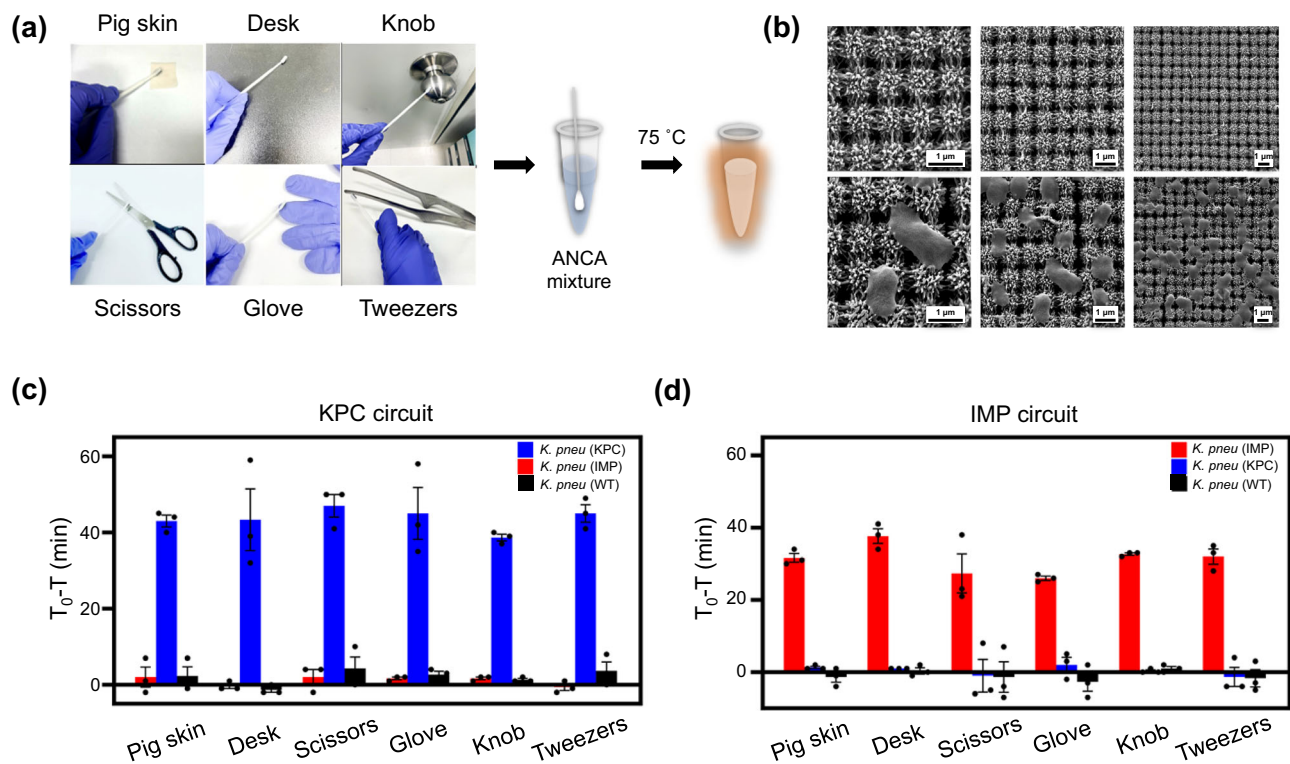 (a)
Pig skin Desk Knob
Scissors Glove Tweezers
ANCA
mixture
75 ˚C
(b)
1 µm 1 µm 1 µm
1 µm 1 µm 1 µm
(c)
KPC circuit
T0-T (min)
60
40
20
0
K. pneu (KPC)
K. pneu (IMP)
K. pneu (WT)
Pig skin Desk Scissors Glove Knob Tweezers
(d)
IMP circuit
T0-T (min)
60
40
20
0
K. pneu (IMP)
K. pneu (KPC)
K. pneu (WT)
Pig skin Desk Scissors Glove Knob Tweezers